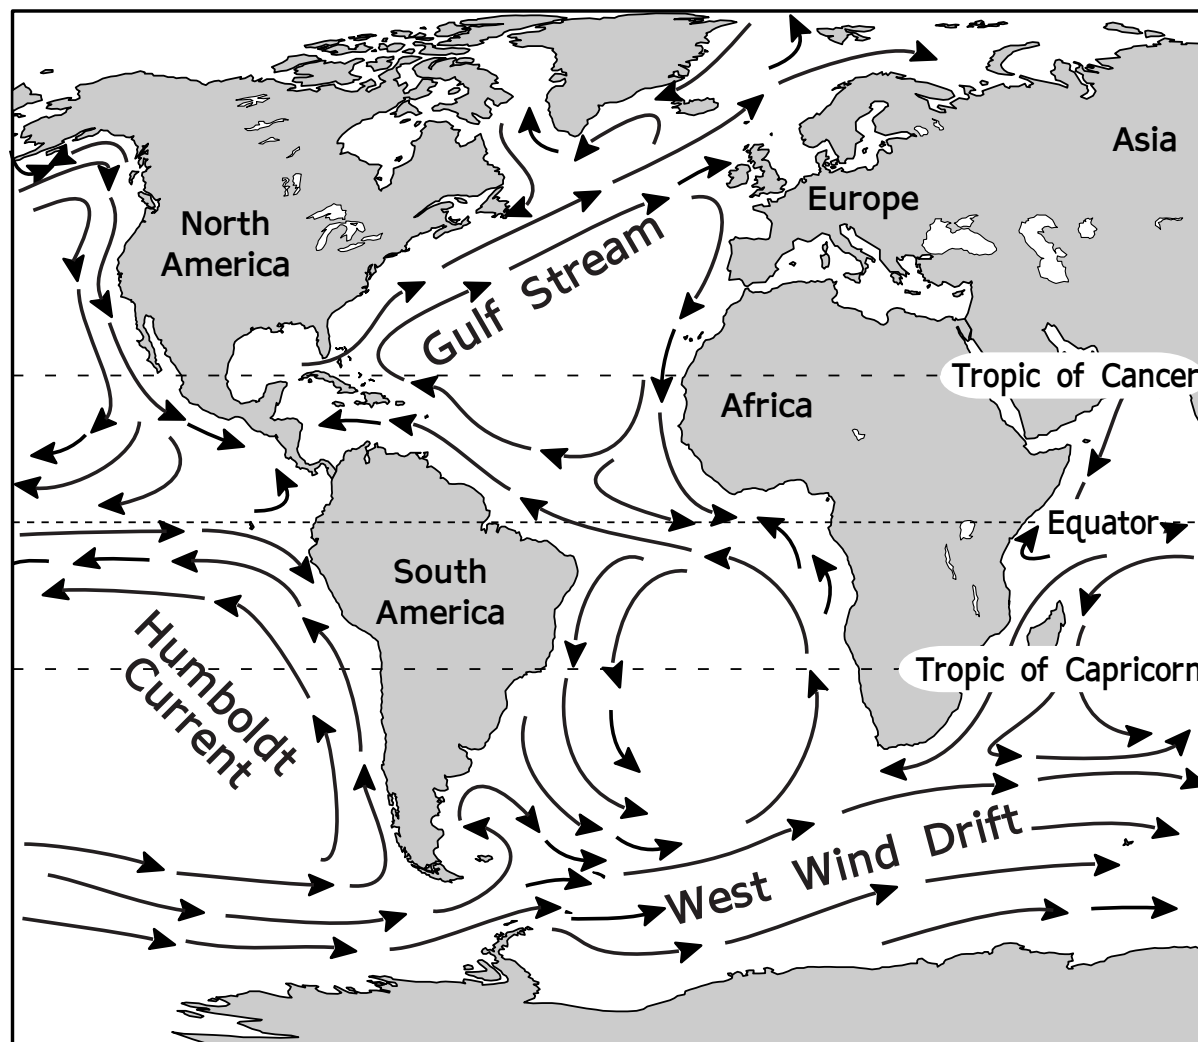 Asia
Europe
North
America
Gulf Stream
Tropic of Cancer
Africa
Equator
South
America
Humboldt
Current
Tropic of Capricorn
West Wind Drift